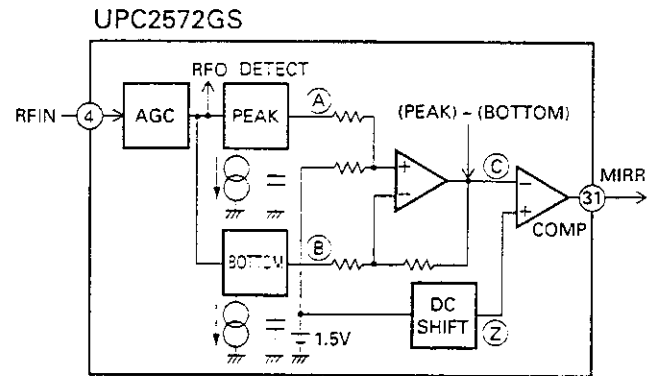 UPC2572GS
RFO DETECT
RFIN
4
AGC
PEAK
A
(PEAK) – (BOTTOM)
+
−
C
−
+
COMP
31
MIRR
BOTTOM
B
1.5V
DC
SHIFT
Z